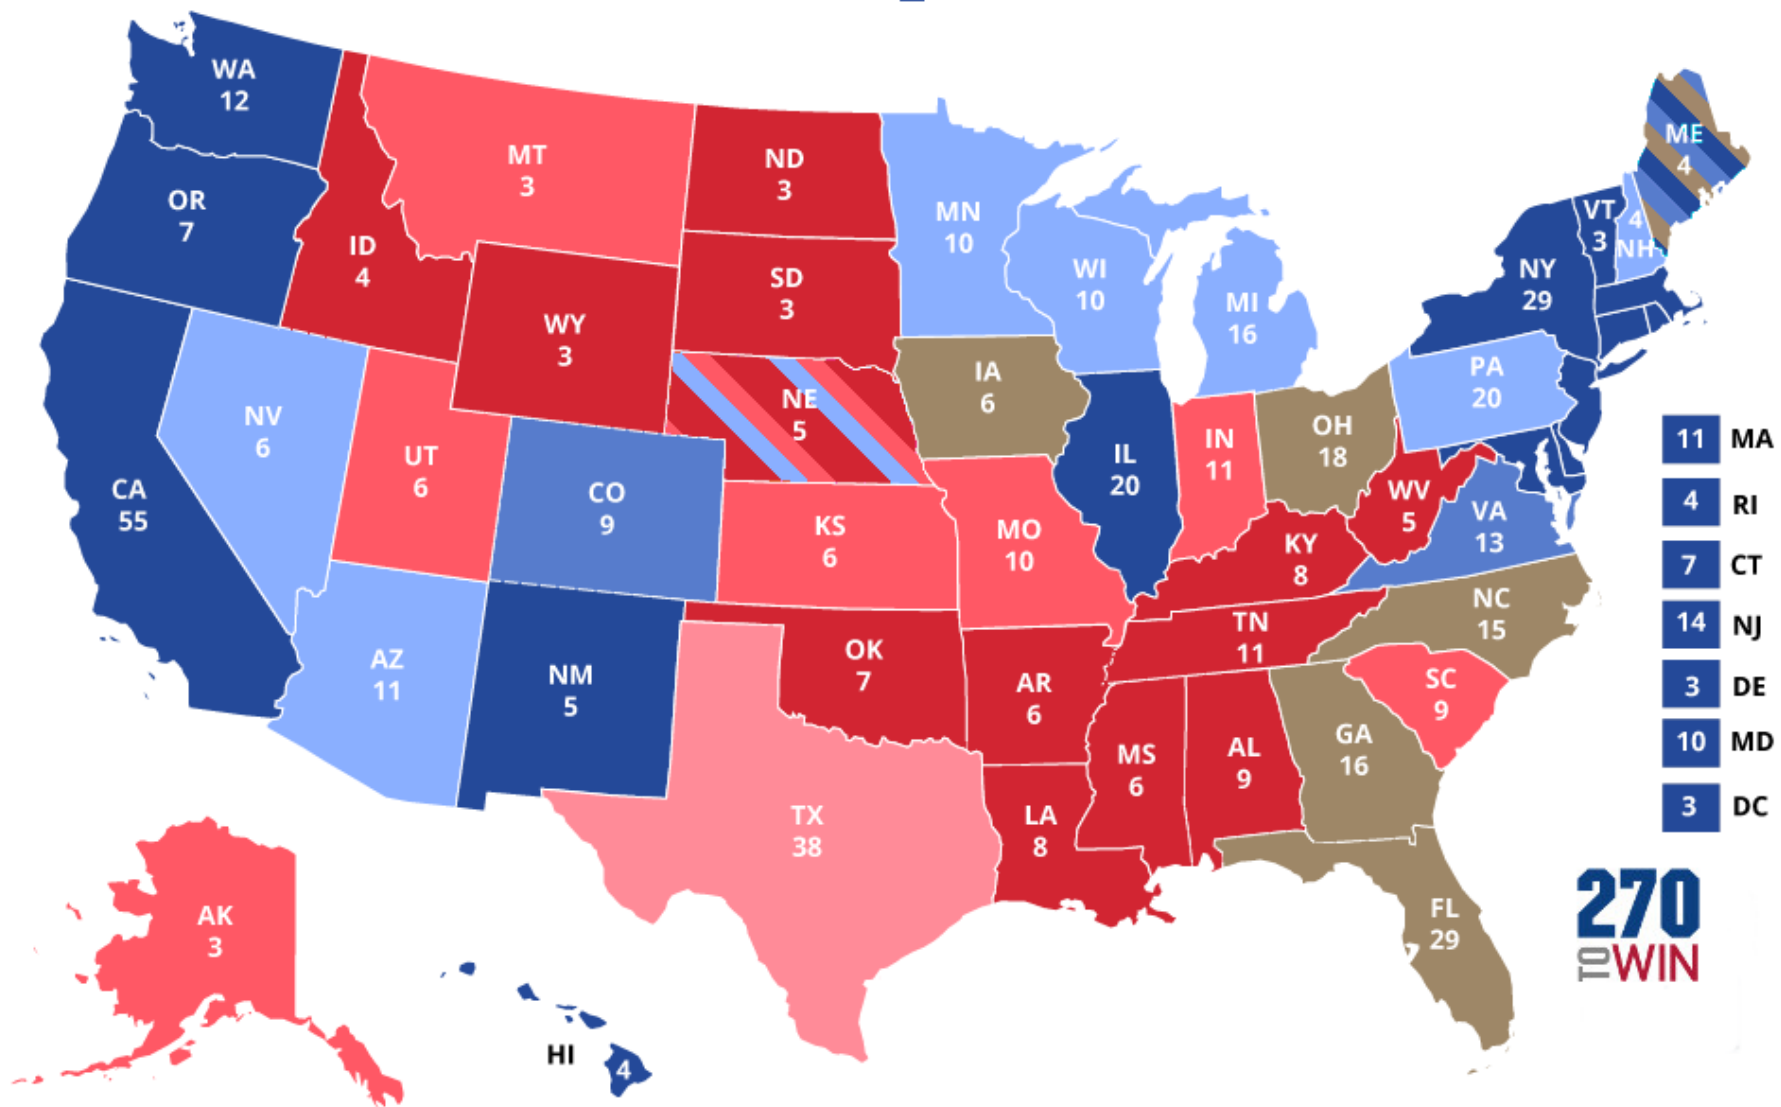 WA
12
OR
7
CA
55
NV
6
ID
4
MT
3
WY
3
UT
6
AZ
11
CO
9
NM
5
ND
3
SD
3
NE
5
KS
6
OK
7
TX
38
MN
10
IA
6
MO
10
AR
6
LA
8
WI
10
IL
20
MI
16
IN
11
OH
18
KY
8
TN
11
MS
6
AL
9
GA
16
FL
29
SC
9
NC
15
VA
13
WV
5
PA
20
NY
29
VT
3
4
NH
ME
4
11 MA
4 RI
7 CT
14 NJ
3 DE
10 MD
3 DC
AK
3
HI
4
270
TO WIN